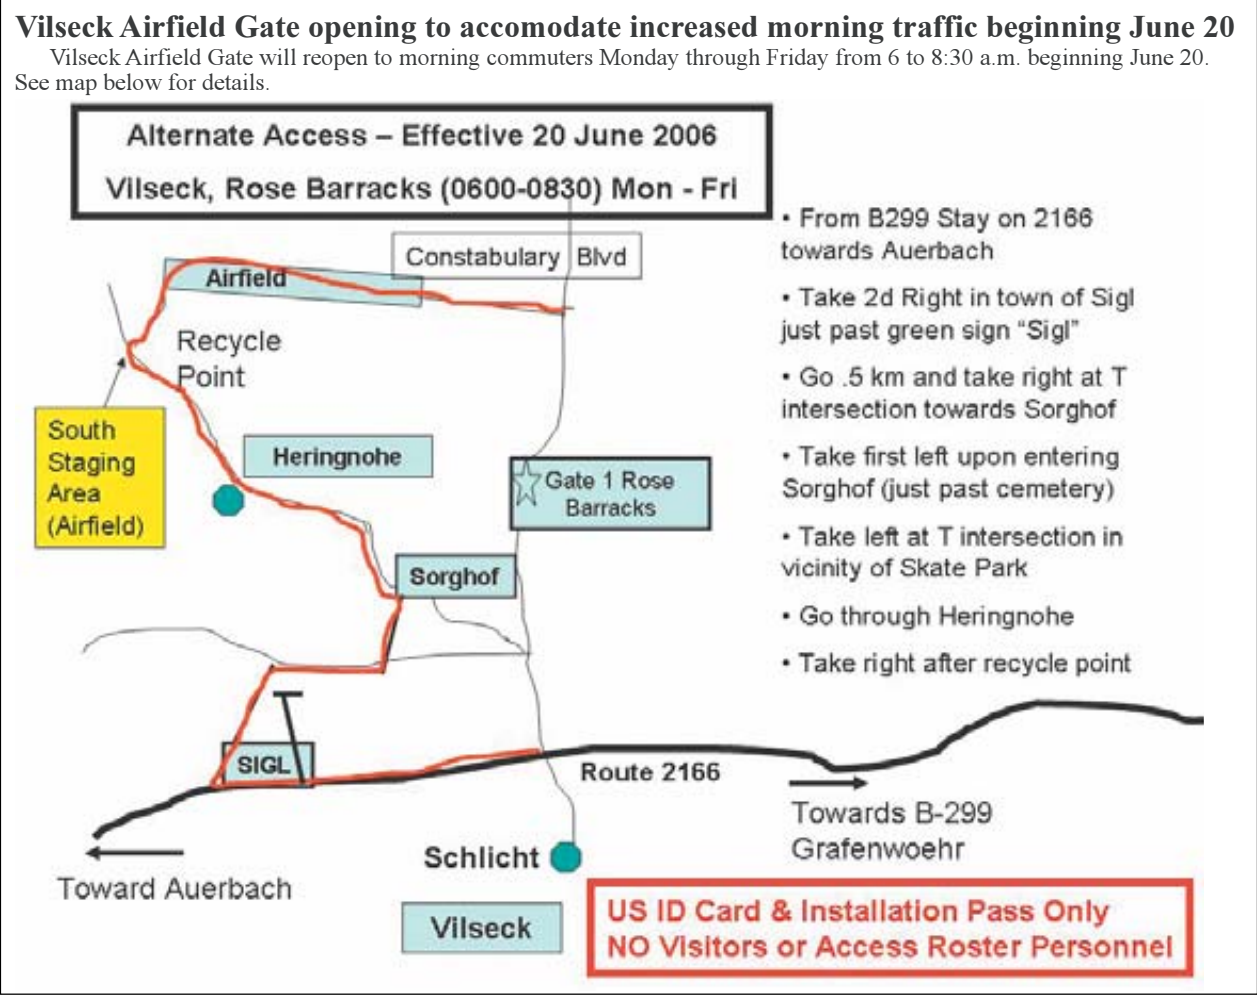 Vilseck Airfield Gate opening to accomodate increased morning traffic beginning June 20
Vilseck Airfield Gate will reopen to morning commuters Monday through Friday from 6 to 8:30 a.m. beginning June 20.
See map below for details.
Alternate Access – Effective 20 June 2006
Vilseck, Rose Barracks (0600-0830) Mon - Fri
Constabulary Blvd
Airfield
Recycle
Point
South
Staging
Area
(Airfield)
Heringnohe
Gate 1 Rose
Barracks
Sorghof
SIGL
Route 2166
Towards B-299
Grafenwoehr
Toward Auerbach
Schlicht
Vilseck
• From B299 Stay on 2166
towards Auerbach
• Take 2d Right in town of Sigl
just past green sign “Sigl”
• Go .5 km and take right at T
intersection towards Sorghof
• Take first left upon entering
Sorghof (just past cemetery)
• Take left at T intersection in
vicinity of Skate Park
• Go through Heringnohe
• Take right after recycle point
US ID Card & Installation Pass Only
NO Visitors or Access Roster Personnel